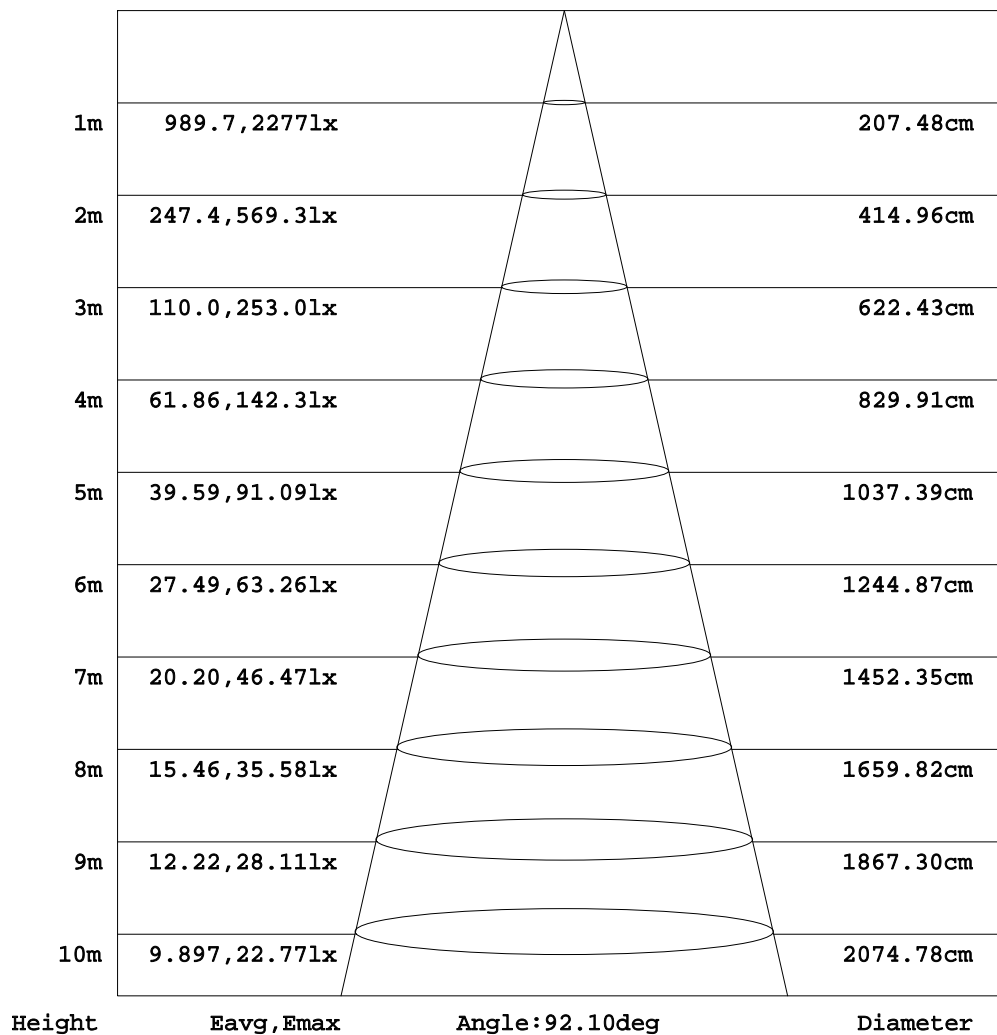 1m 989.7,2277lx 207.48cm
2m 247.4,569.3lx 414.96cm
3m 110.0,253.0lx 622.43cm
4m 61.86,142.3lx 829.91cm
5m 39.59,91.09lx 1037.39cm
6m 27.49,63.26lx 1244.87cm
7m 20.20,46.47lx 1452.35cm
8m 15.46,35.58lx 1659.82cm
9m 12.22,28.11lx 1867.30cm
10m 9.897,22.77lx 2074.78cm
Height Eavg,Emax Angle:92.10deg Diameter